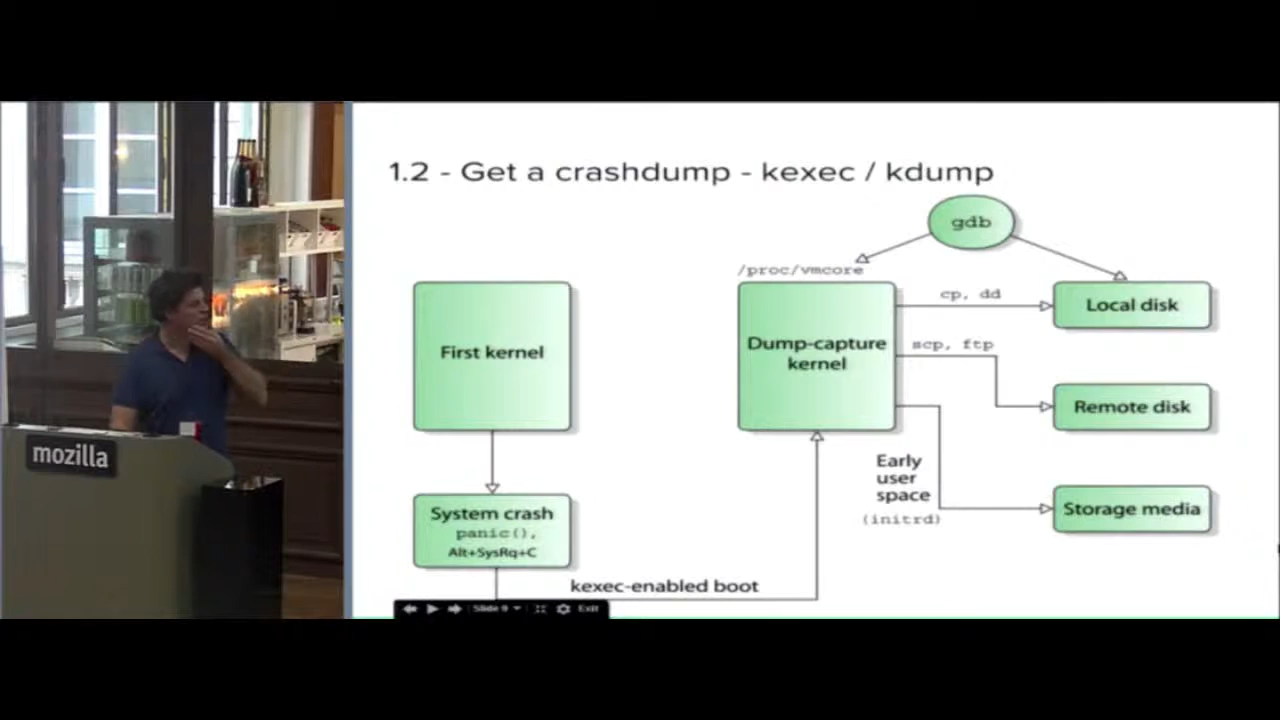 1.2 - Get a crashdump - kexec / kdump
gdb
/proc/vmcore
First kernel
Dump-capture
kernel
cp, dd
Local disk
scp, ftp
Remote disk
Early
user
space
(initrd)
Storage media
System crash
panic(),
Alt+SysRq+C
kexec-enabled boot
Slide 9
Exit
mozilla